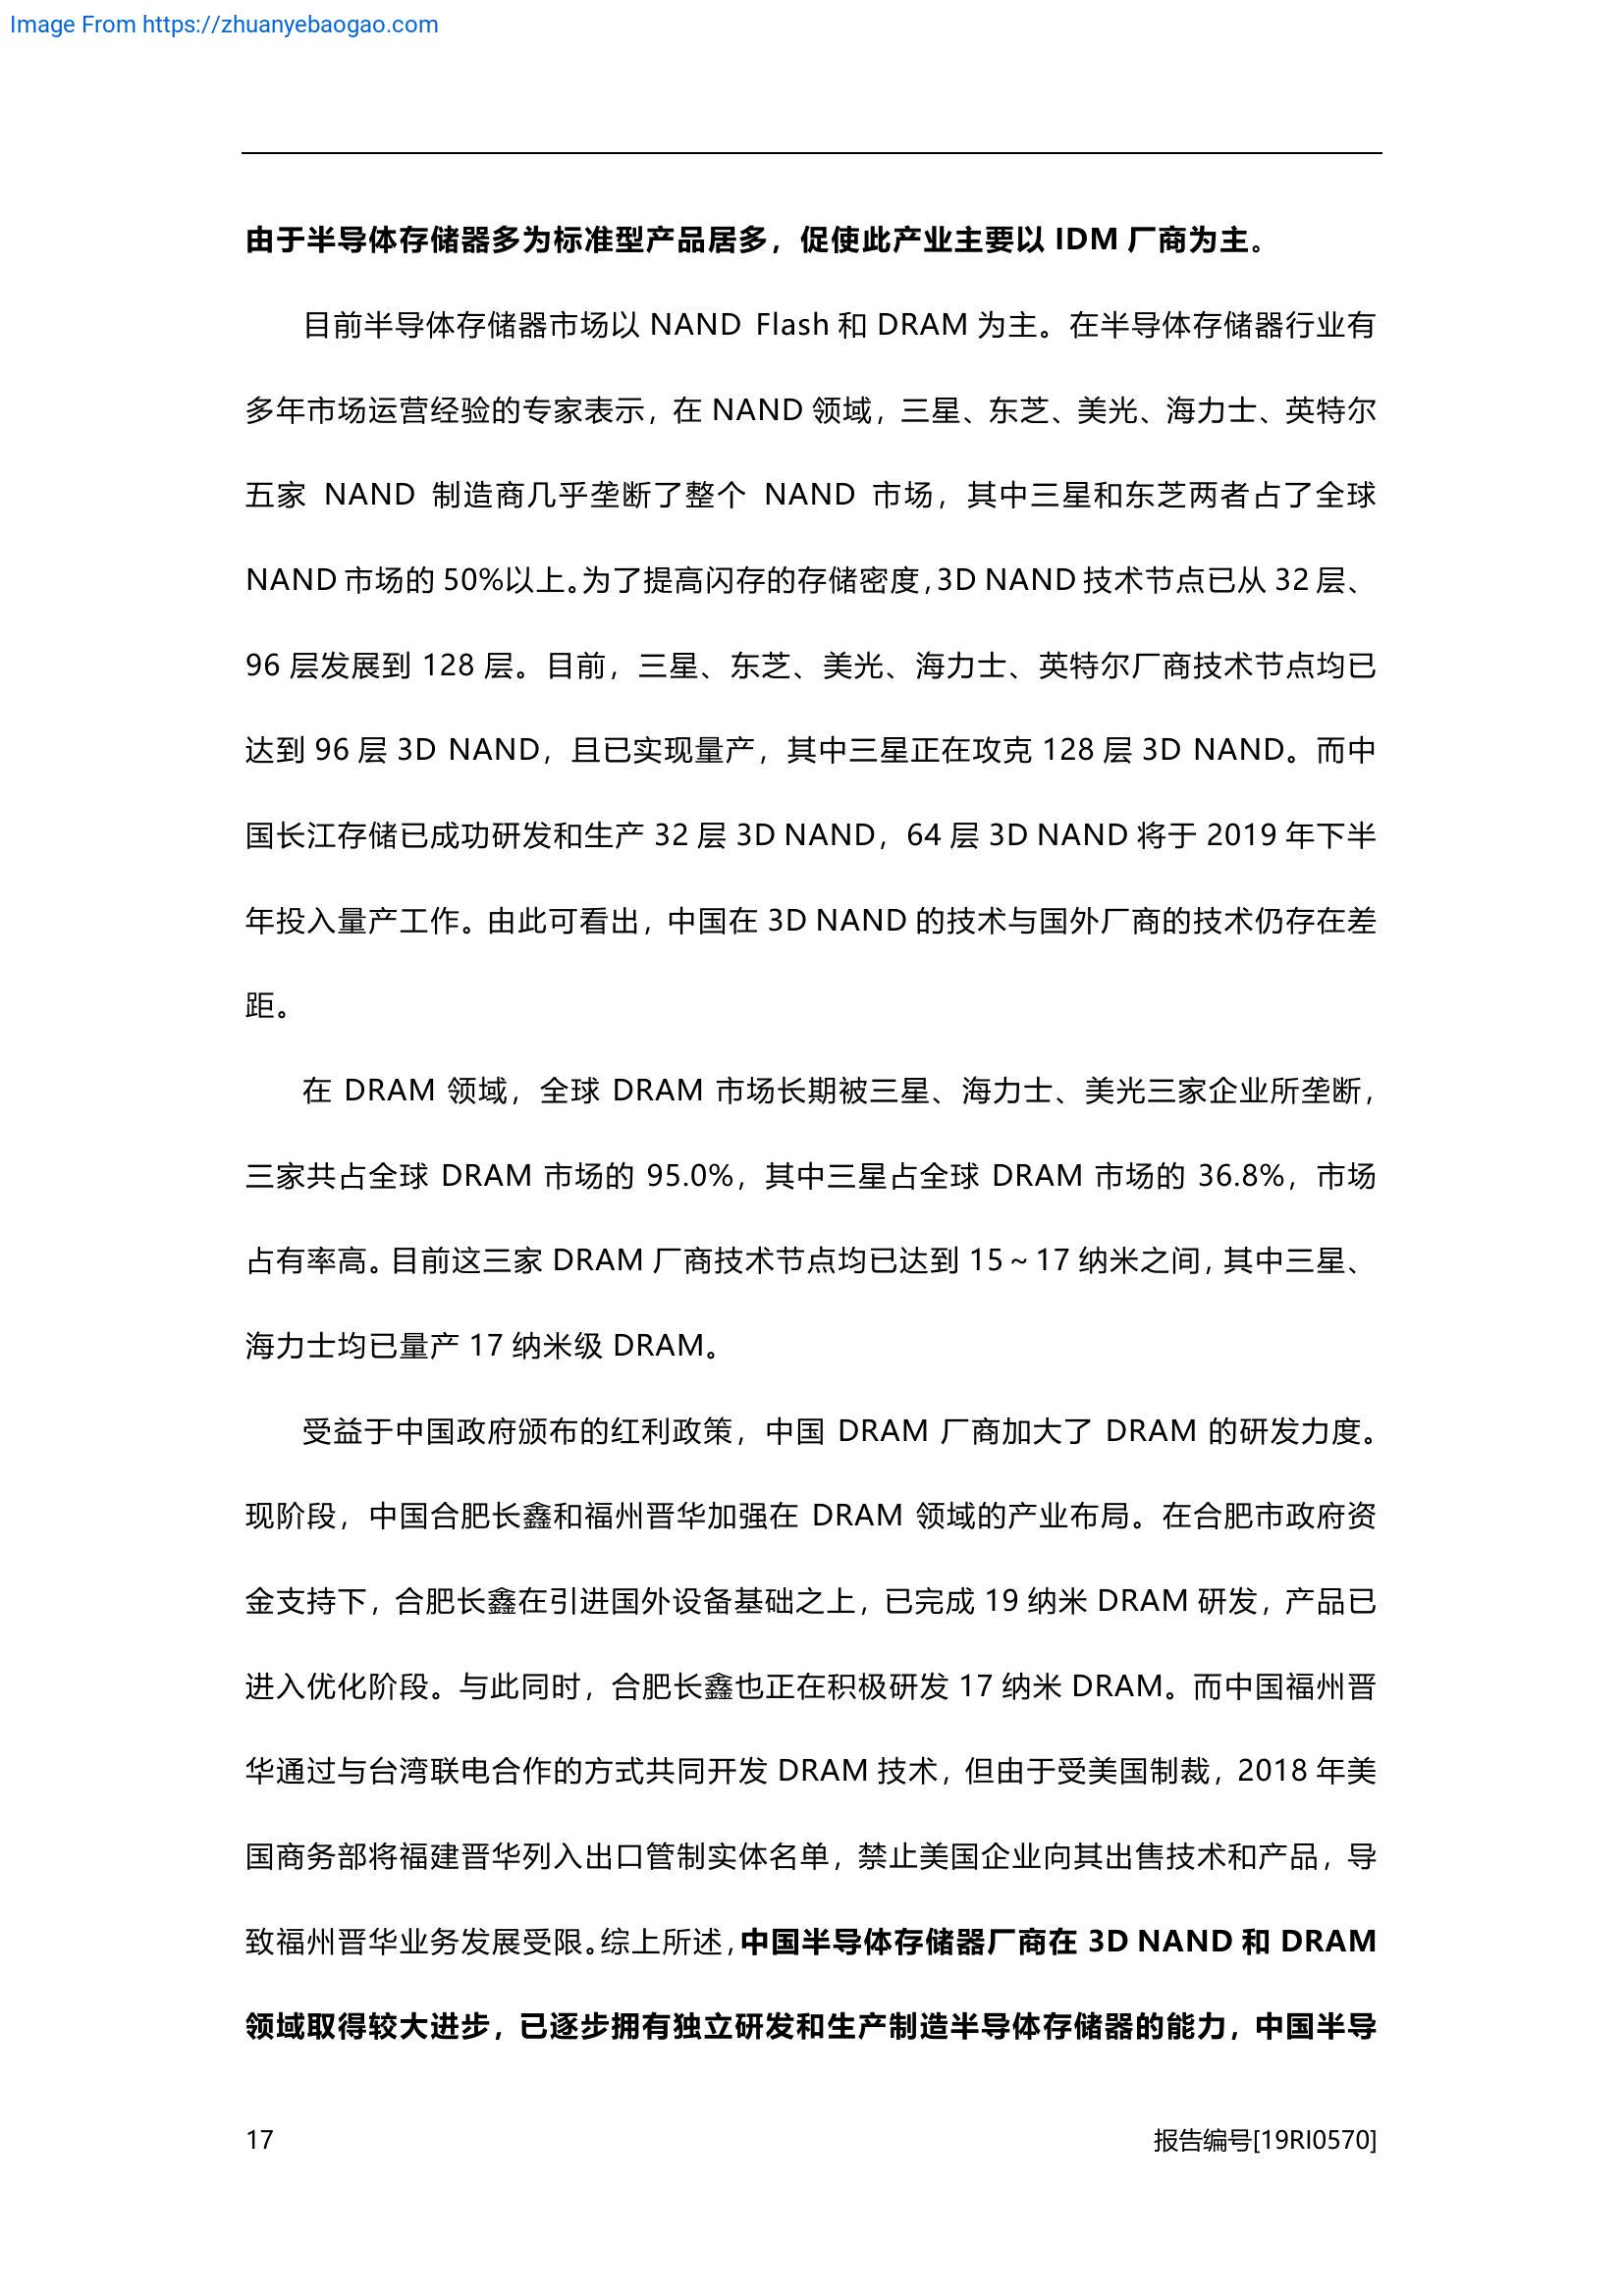 Image From https://zhuanyebaogao.com
由于半导体存储器多为标准型产品居多，促使此产业主要以 IDM 厂商为主。
目前半导体存储器市场以 NAND Flash 和 DRAM 为主。在半导体存储器行业有
多年市场运营经验的专家表示，在 NAND 领域，三星、东芝、美光、海力士、英特尔
五家 NAND 制造商几乎垄断了整个 NAND 市场，其中三星和东芝两者占了全球
NAND 市场的 50%以上。为了提高闪存的存储密度，3D NAND 技术节点已从 32 层、
96 层发展到 128 层。目前，三星、东芝、美光、海力士、英特尔厂商技术节点均已
达到 96 层 3D NAND，且已实现量产，其中三星正在攻克 128 层 3D NAND。而中
国长江存储已成功研发和生产 32 层 3D NAND，64 层 3D NAND 将于 2019 年下半
年投入量产工作。由此可看出，中国在 3D NAND 的技术与国外厂商的技术仍存在差
距。
在 DRAM 领域，全球 DRAM 市场长期被三星、海力士、美光三家企业所垄断，
三家共占全球 DRAM 市场的 95.0%，其中三星占全球 DRAM 市场的 36.8%，市场
占有率高。目前这三家 DRAM 厂商技术节点均已达到 15～17 纳米之间，其中三星、
海力士均已量产 17 纳米级 DRAM。
受益于中国政府颁布的红利政策，中国 DRAM 厂商加大了 DRAM 的研发力度。
现阶段，中国合肥长鑫和福州晋华加强在 DRAM 领域的产业布局。在合肥市政府资
金支持下，合肥长鑫在引进国外设备基础之上，已完成 19 纳米 DRAM 研发，产品已
进入优化阶段。与此同时，合肥长鑫也正在积极研发 17 纳米 DRAM。而中国福州晋
华通过与台湾联电合作的方式共同开发 DRAM 技术，但由于受美国制裁，2018 年美
国商务部将福建晋华列入出口管制实体名单，禁止美国企业向其出售技术和产品，导
致福州晋华业务发展受限。综上所述，中国半导体存储器厂商在 3D NAND 和 DRAM
领域取得较大进步，已逐步拥有独立研发和生产制造半导体存储器的能力，中国半导
17
报告编号[19RI0570]